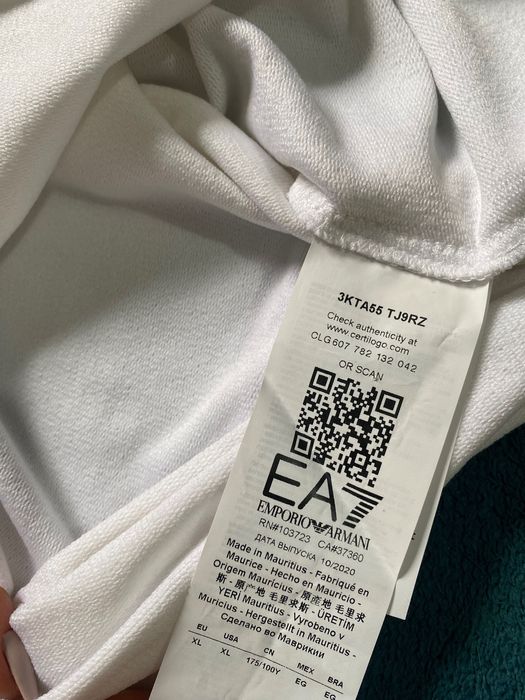 3KTA55 TJ9RZ
Check authenticity at
www.certilogo.com
CLG 607 782 132 042
OR SCAN
EA7
EMPORIO ARMANI
RN#103723 CA#37360
ДАТА ВЫПУСКА 10/2020
Made in Mauritius - Fabriqué en
Maurice - Hecho en Mauricio -
Origem Maurícius - 原産地 毛里求
斯 - 原产地 毛里求斯 - ÜRETİM
YERİ Mauritius - Vyrobeno v
Muricius - Hergestellt in Mauritius -
Сделано во Маврикии
EU USA CN MEX BRA
XL XL 175/100Y EG EG